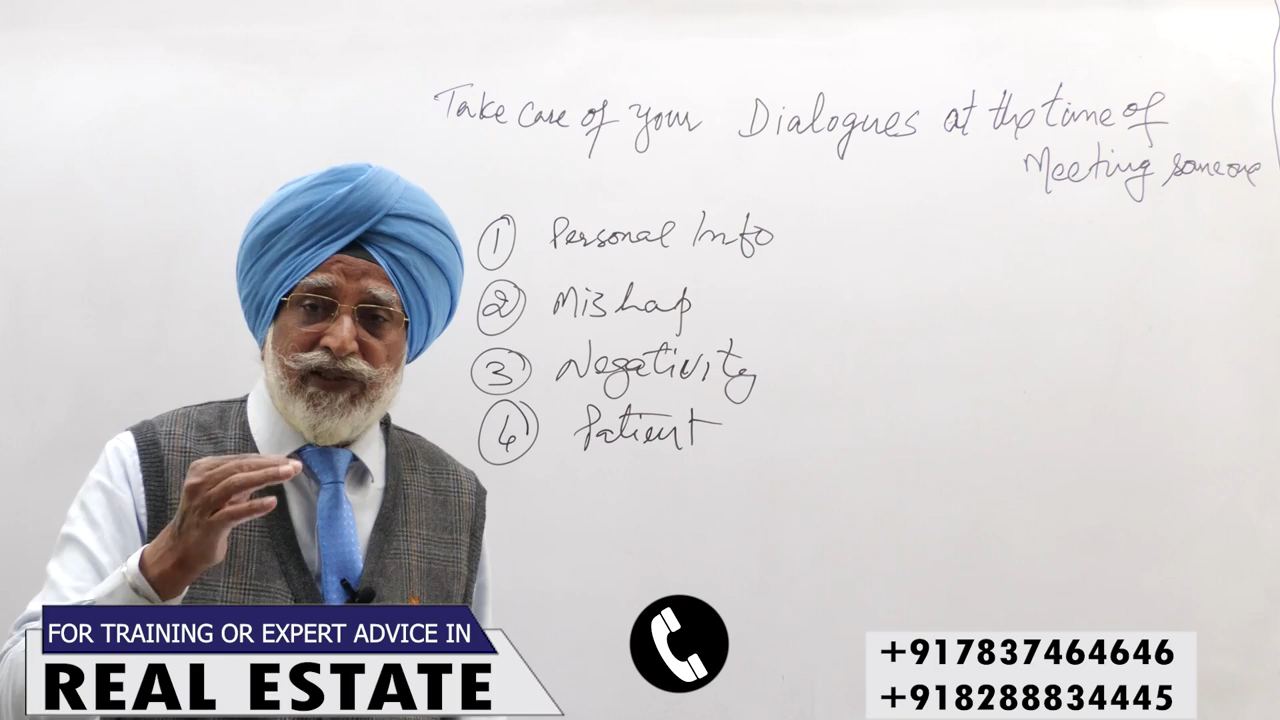 Take care of your Dialogues at the time of
Meeting someone
1 Personal Info
2 Mishap
3 Negativity
4 Patient
FOR TRAINING OR EXPERT ADVICE IN
REAL ESTATE
+917837464646
+918288834445